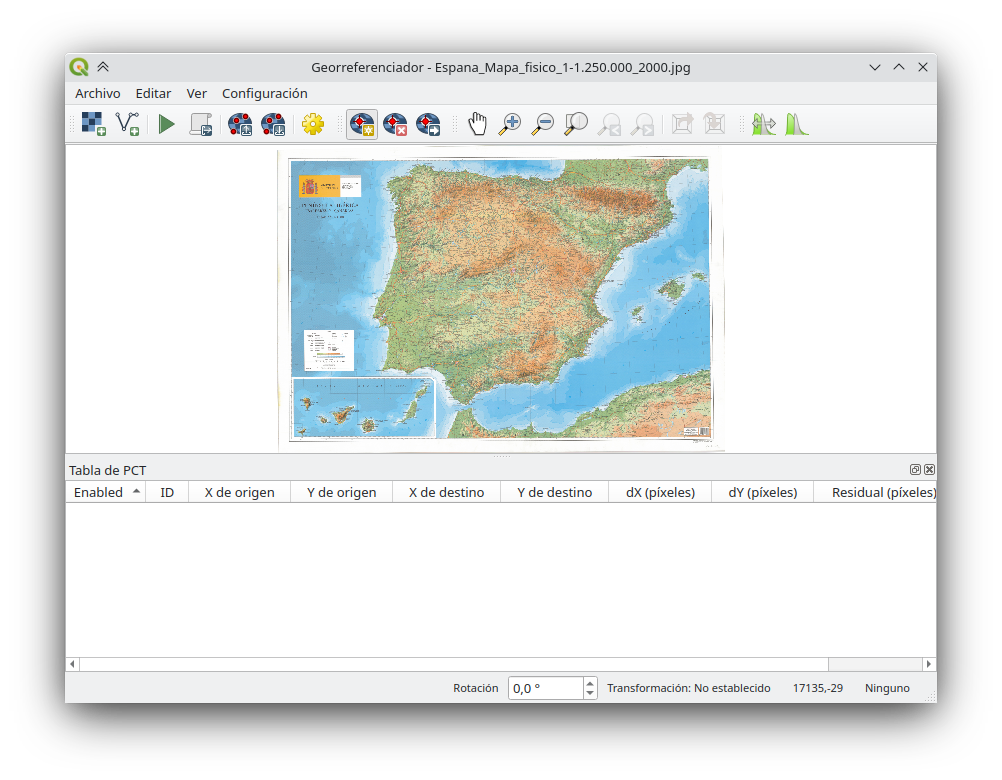 Georreferenciador - Espana_Mapa_fisico_1-1.250.000_2000.jpg
Archivo Editar Ver Configuración
PENÍNSULA IBÉRICA
Tabla de PCT
Enabled ID X de origen Y de origen X de destino Y de destino dX (píxeles) dY (píxeles) Residual (píxeles)
Rotación 0,0 ° Transformación: No establecido 17135,-29 Ninguno